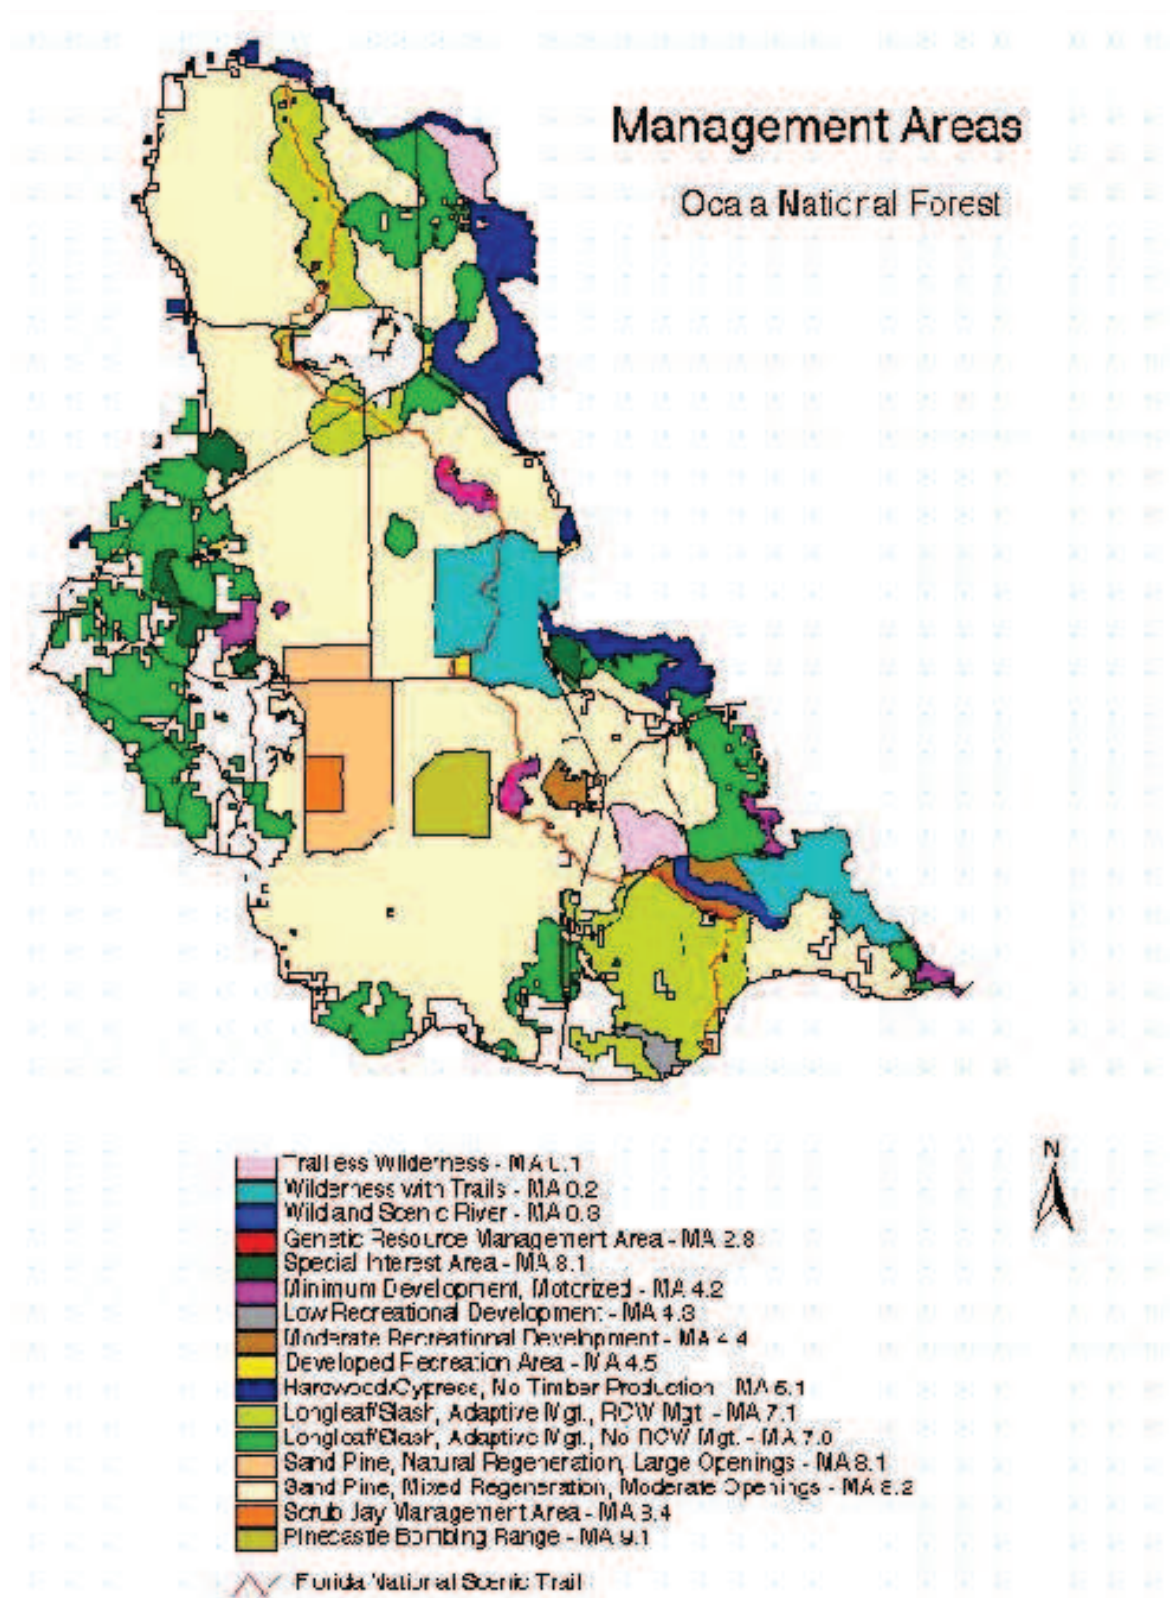 Management Areas
Ocala National Forest
N
Trailless Wilderness - MA 0.1
Wilderness with Trails - MA 0.2
Wild and Scenic River - MA 0.3
Genetic Resource Management Area - MA 2.8
Special Interest Area - MA 3.1
Minimum Development, Motorized - MA 4.2
Low Recreational Development - MA 4.3
Moderate Recreational Development - MA 4.4
Developed Recreation Area - MA 4.5
Hardwood/Cypress, No Timber Production - MA 6.1
Longleaf/Slash, Adaptive Mgt., RCW Mgt. - MA 7.1
Longleaf/Slash, Adaptive Mgt., No RCW Mgt. - MA
Sand Pine, Natural Regeneration, Large Openings - MA 8.1
Sand Pine, Mixed Regeneration, Moderate Openings - MA 8.2
Scrub Jay Management Area - MA 8.4
Pinecastle Bombing Range - MA 9.1
Florida National Scenic Trail